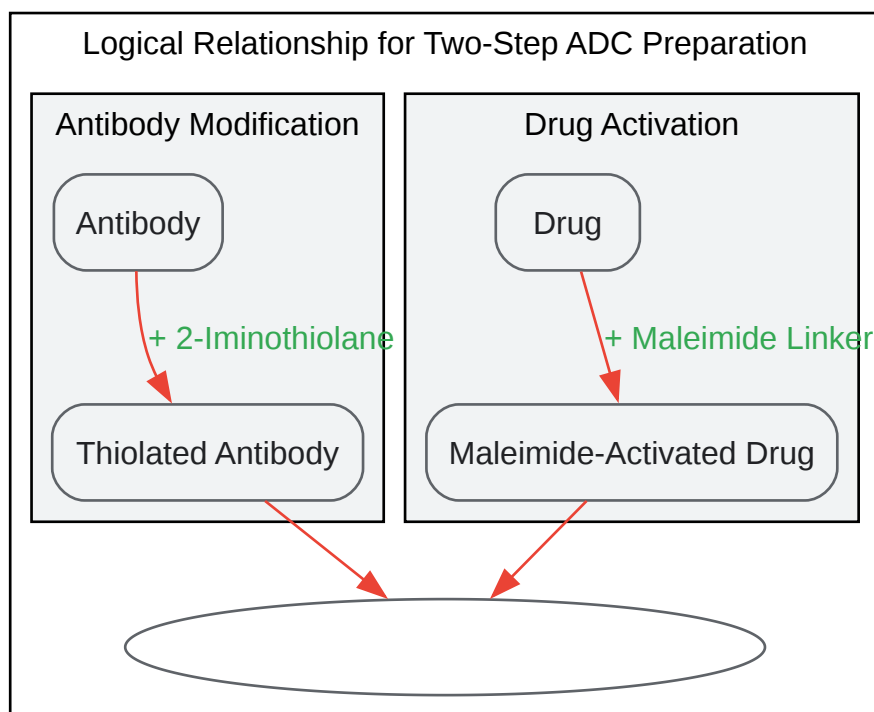 Logical Relationship for Two-Step ADC Preparation
Antibody Modification
Antibody
+ 2-Iminothiolane
Thiolated Antibody
Drug Activation
Drug
+ Maleimide Linker
Maleimide-Activated Drug